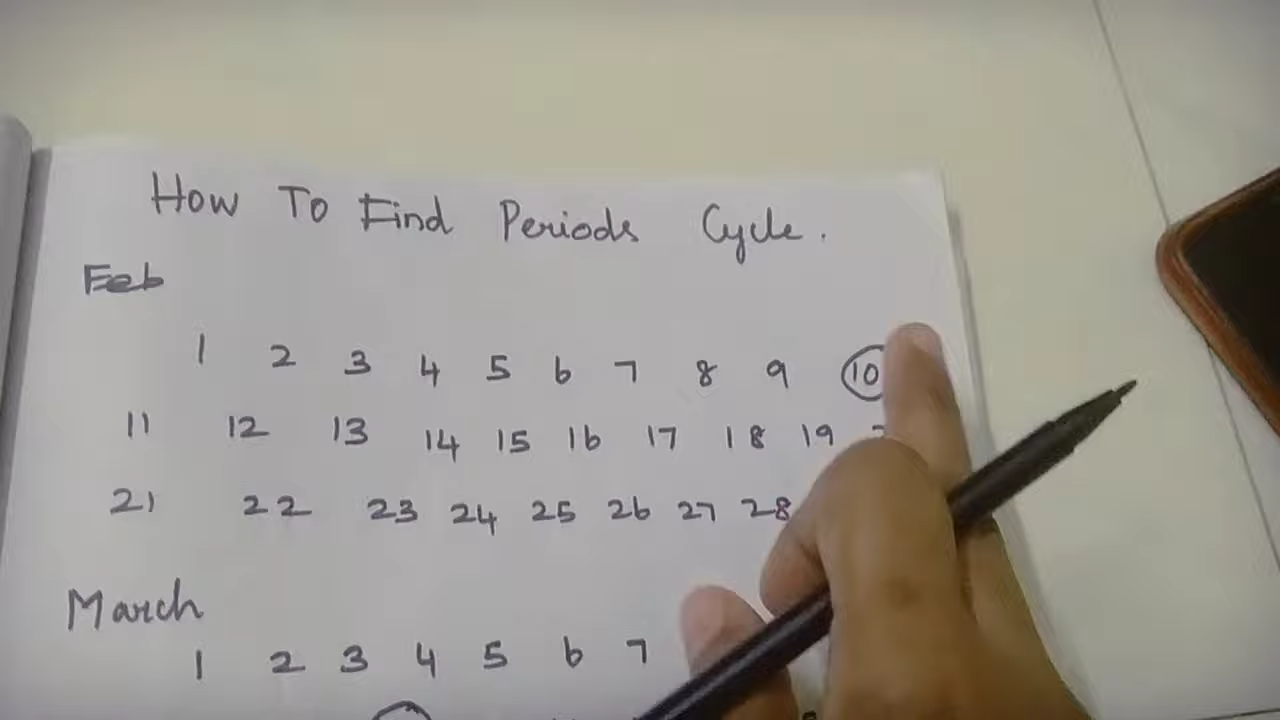 How To Find Periods Cycle.
Feb
1 2 3 4 5 6 7 8 9 10
11 12 13 14 15 16 17 18 19
21 22 23 24 25 26 27 28
March
1 2 3 4 5 6 7